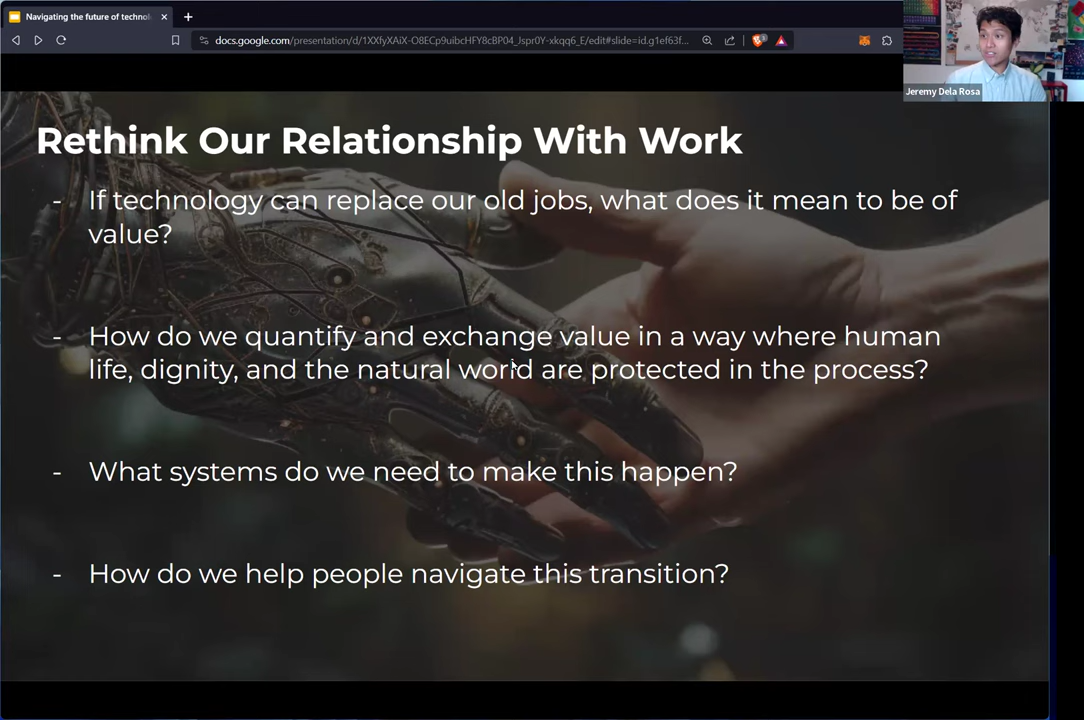 Navigating the future of technol
docs.google.com/presentation/d/1XXfyXAiX-O8ECp9uibcHFY8cBP04_Jspr0Y-xkqq6_E/edit#slide=id.g1ef63f...
Jeremy Dela Rosa
Rethink Our Relationship With Work
- If technology can replace our old jobs, what does it mean to be of
value?
- How do we quantify and exchange value in a way where human
life, dignity, and the natural world are protected in the process?
- What systems do we need to make this happen?
- How do we help people navigate this transition?